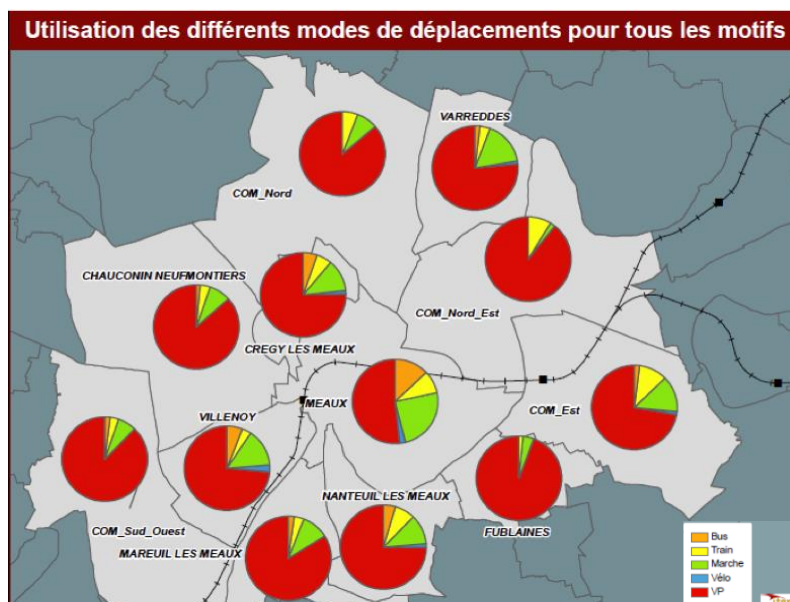 Utilisation des différents modes de déplacements pour tous les motifs
VARREDDES
COM_Nord
CHAUCONIN NEUFMONTIERS
COM_Nord_Est
CREGY LES MEAUX
MEAUX
COM_Est
VILLENOY
NANTEUIL LES MEAUX
COM_Sud_Ouest
FUBLAINES
MAREUIL LES MEAUX
Bus
Train
Marche
Vélo
VP